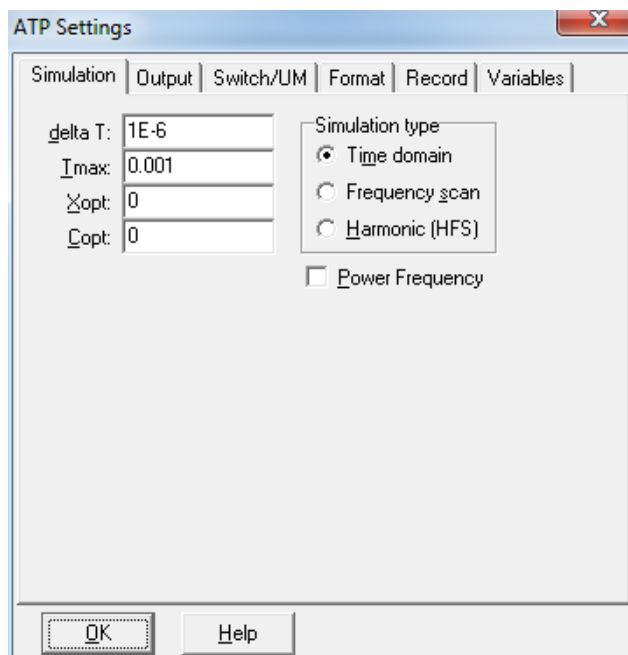 ATP Settings
Simulation Output Switch/UM Format Record Variables
delta T: 1E-6
Tmax: 0.001
Xopt: 0
Copt: 0
Simulation type
Time domain
Frequency scan
Harmonic (HFS)
Power Frequency
OK Help